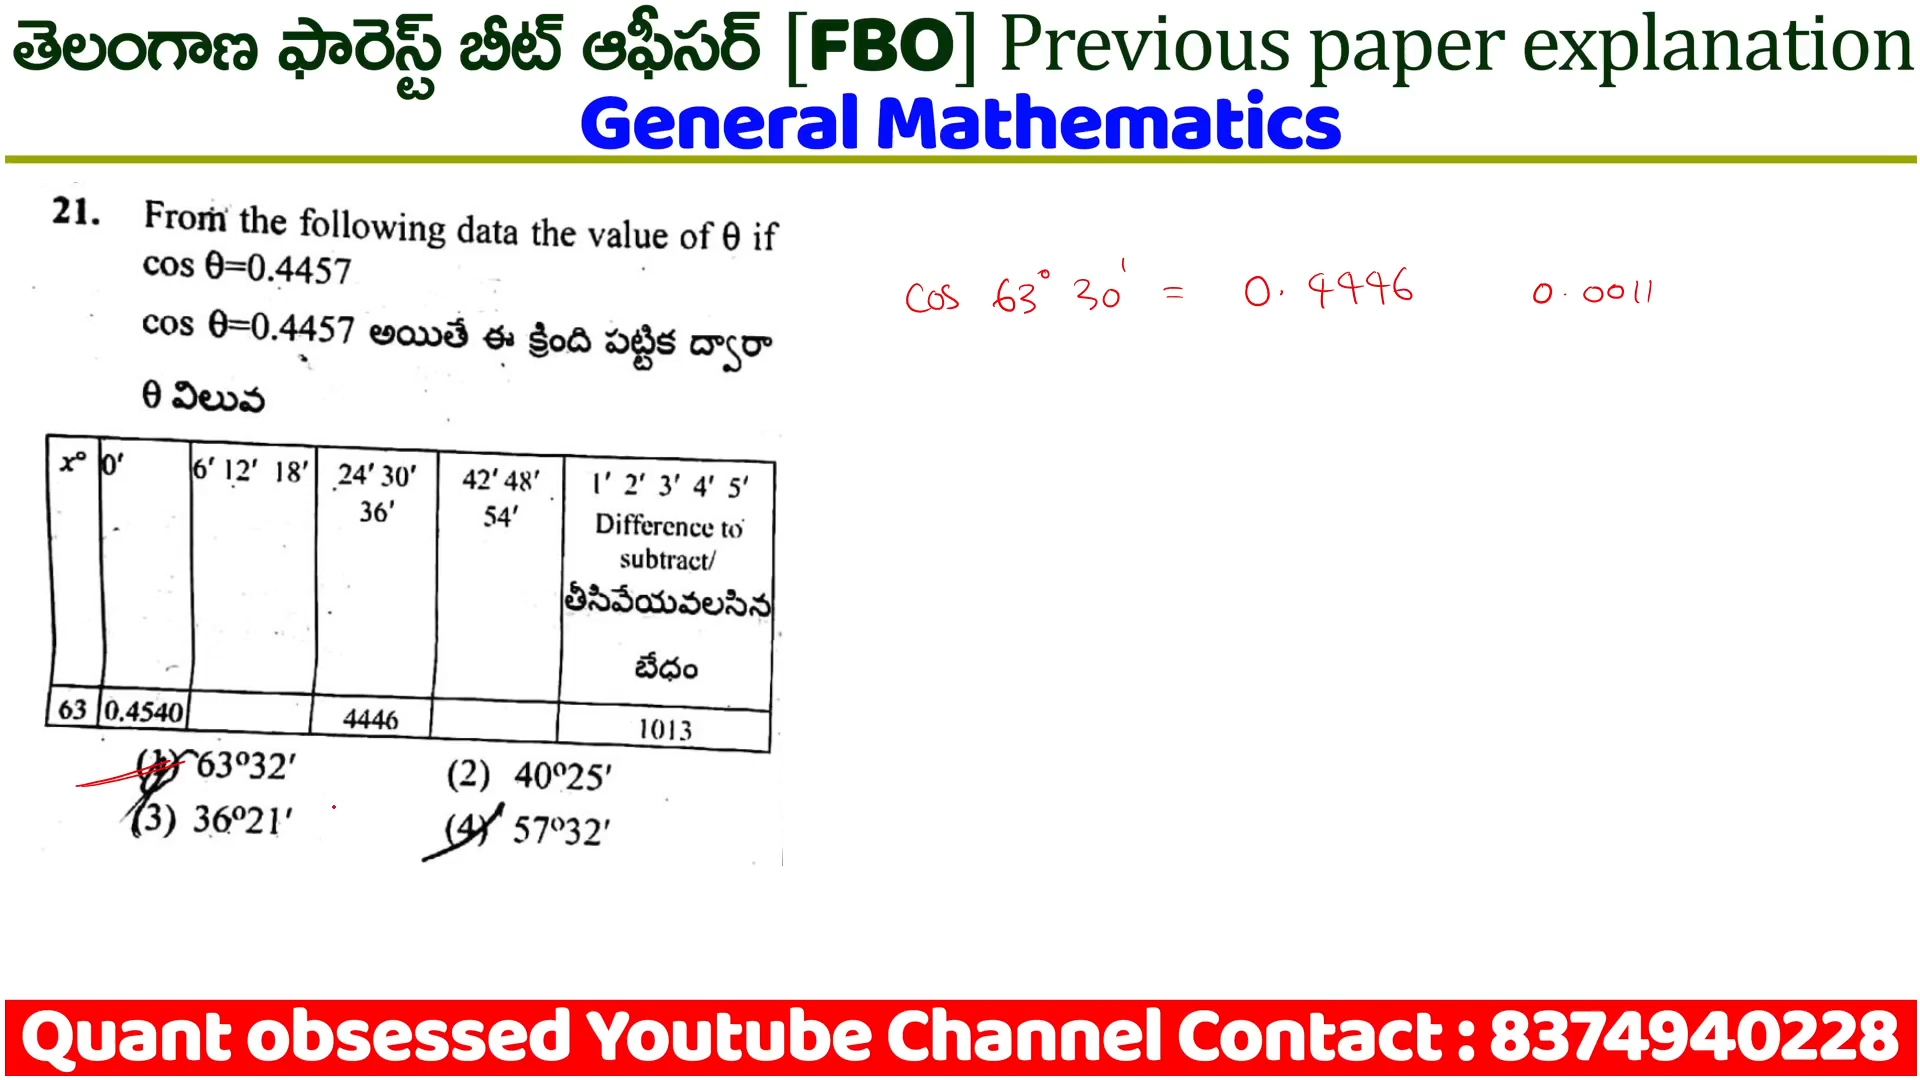 తెలంగాణ ఫారెస్ట్ బీట్ ఆఫీసర్ [FBO] Previous paper explanation
General Mathematics
21. From the following data the value of θ if
cos θ=0.4457
cos θ=0.4457 అయితే ఈ క్రింది పట్టిక ద్వారా
θ విలువ
cos 63° 30' = 0.4446 0.0011
x° 0' 6' 12' 18' 24' 30' 42' 48' 1' 2' 3' 4' 5'
36' 54' Difference to
subtract/
తీసివేయవలసిన
బేధం
63 0.4540 4446 1013
(1) 63°32' (2) 40°25'
(3) 36°21' (4) 57°32'
Quant obsessed Youtube Channel Contact : 8374940228